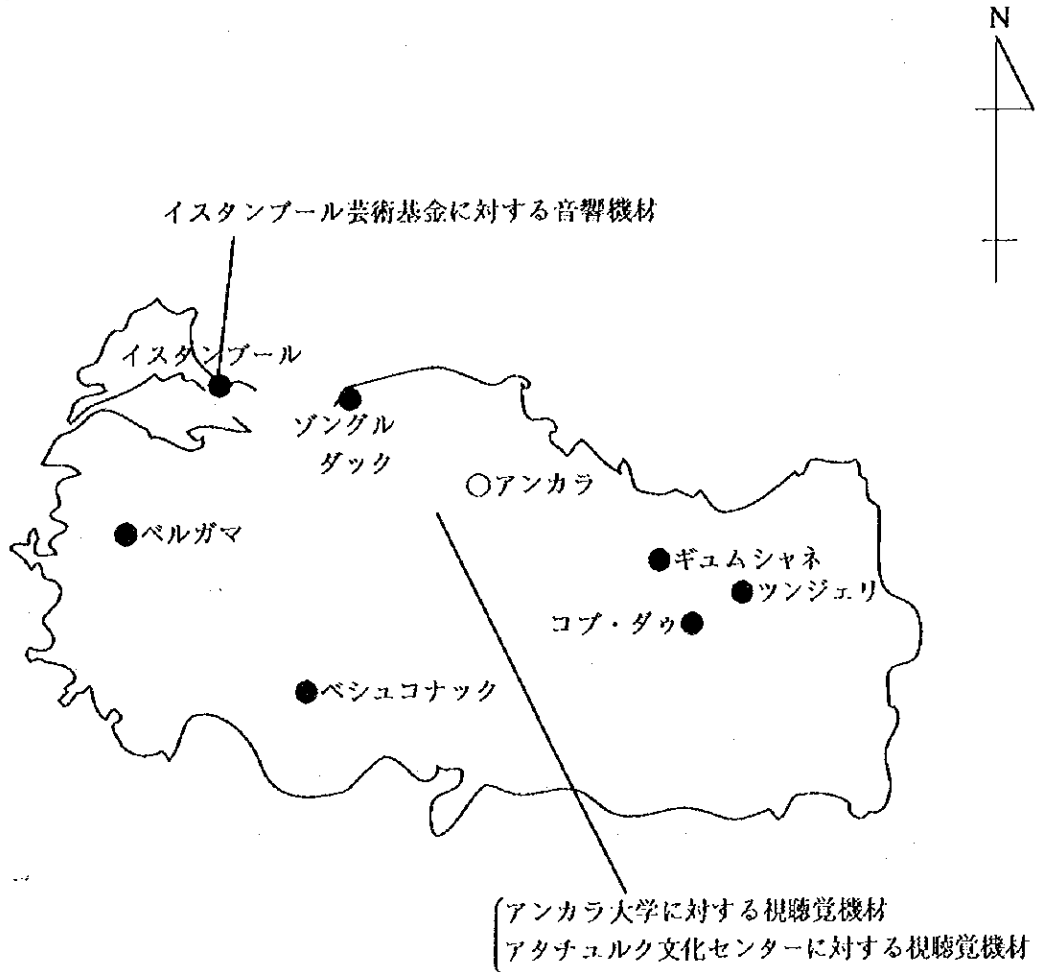 N
イスタンブール芸術基金に対する音響機材
イスタンブール
ゾングル
ダック
アンカラ
ベルガマ
ギュムシャネ
ツンジェリ
コプ・ダゥ
ベシュコナック
アンカラ大学に対する視聴覚機材
アタチュルク文化センターに対する視聴覚機材